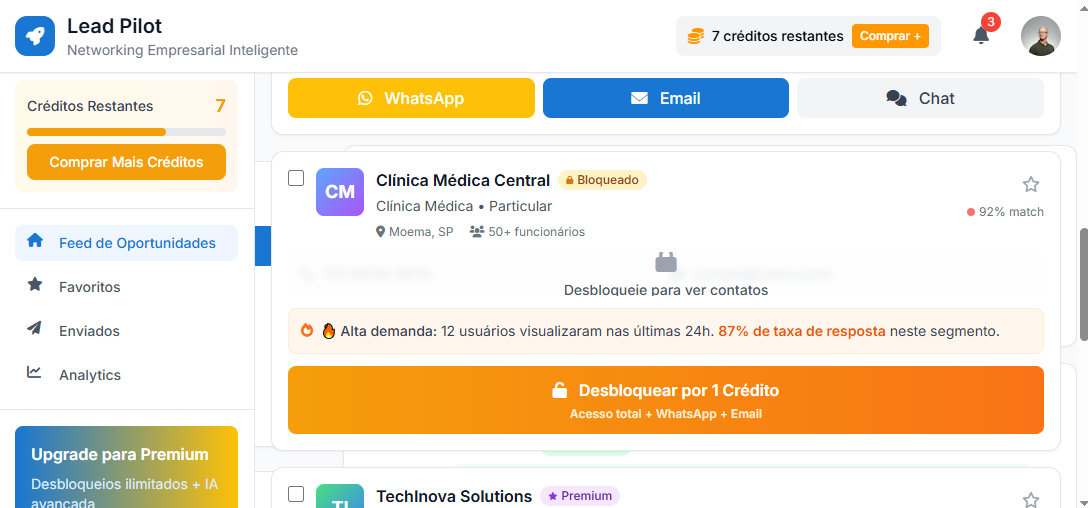 Lead Pilot
Networking Empresarial Inteligente
7 créditos restantes
Comprar +
3
Créditos Restantes
7
Comprar Mais Créditos
Feed de Oportunidades
Favoritos
Enviados
Analytics
Upgrade para Premium
Desbloqueios ilimitados + IA
avançada
WhatsApp
Email
Chat
CM
Clínica Médica Central
Bloqueado
Clínica Médica • Particular
92% match
Moema, SP
50+ funcionários
Desbloqueie para ver contatos
🔥 Alta demanda: 12 usuários visualizaram nas últimas 24h. 87% de taxa de resposta neste segmento.
Desbloquear por 1 Crédito
Acesso total + WhatsApp + Email
TI
TechInova Solutions
Premium